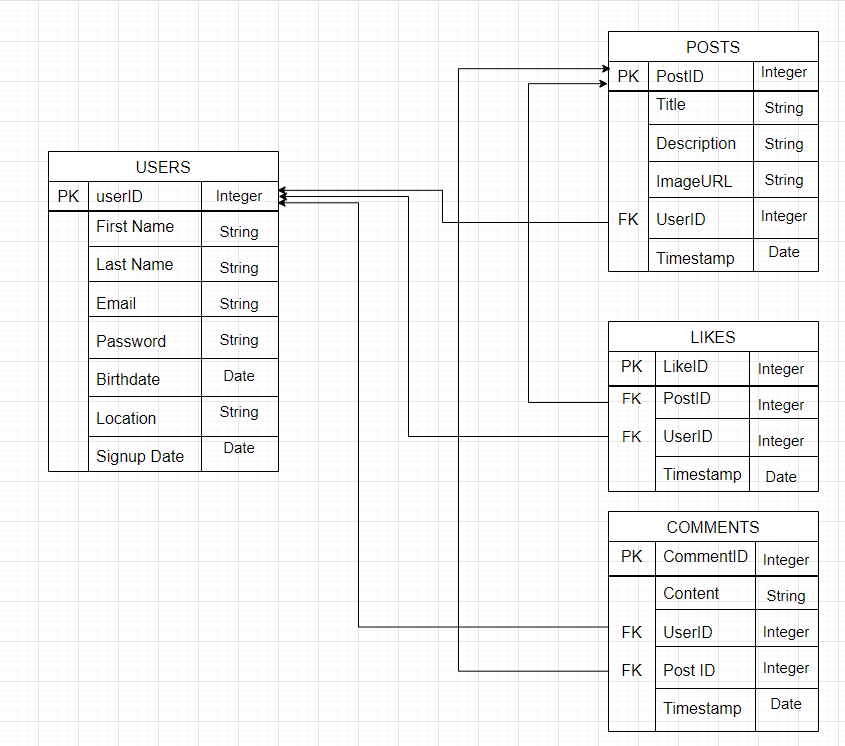 USERS
PK userID Integer
First Name String
Last Name String
Email String
Password String
Birthdate Date
Location String
Signup Date Date
POSTS
PK PostID Integer
Title String
Description String
ImageURL String
FK UserID Integer
Timestamp Date
LIKES
PK LikeID Integer
FK PostID Integer
FK UserID Integer
Timestamp Date
COMMENTS
PK CommentID Integer
Content String
FK UserID Integer
FK Post ID Integer
Timestamp Date